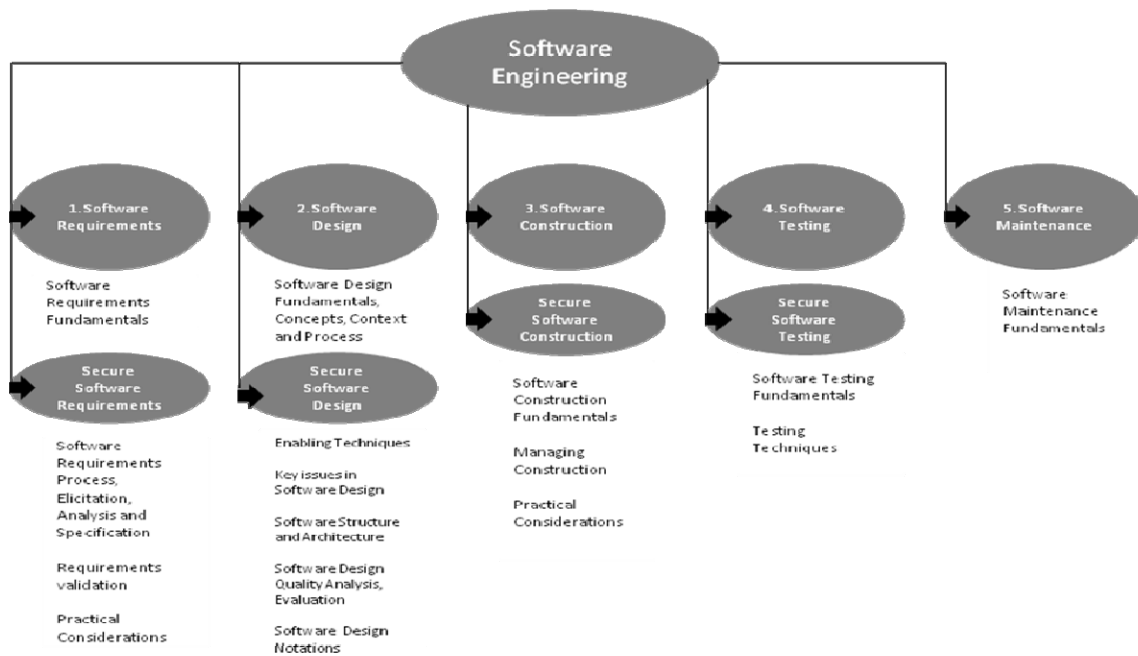 Software
Engineering
1.Software
Requirements
Software
Requirements
Fundamentals
Secure
Software
Requirements
Software
Requirements
Process,
Elicitation,
Analysis and
Specification
Requirements
validation
Practical
Considerations
2.Software
Design
Software Design
Fundamentals,
Concepts, Context
and Process
Secure
Software
Design
Enabling Techniques
Key issues in
Software Design
Software Structure
and Architecture
Software Design
Quality Analysis,
Evaluation
Software Design
Notations
3.Software
Construction
Secure
Software
Construction
Software
Construction
Fundamentals
Managing
Construction
Practical
Considerations
4.Software
Testing
Secure
Software
Testing
Software Testing
Fundamentals
Testing
Techniques
5.Software
Maintenance
Software
Maintenance
Fundamentals